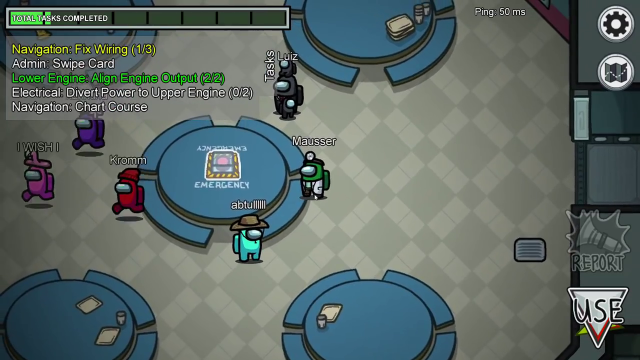 TOTAL TASKS COMPLETED
Ping: 50 ms
Navigation: Fix Wiring (1/3)
Admin: Swipe Card
Lower Engine: Align Engine Output (2/2)
Electrical: Divert Power to Upper Engine (0/2)
Navigation: Chart Course
Tasks
Luiz
I WISH I
Kromm
Mausser
EMERGENCY
EMERGENCY
abtullllll
REPORT
USE